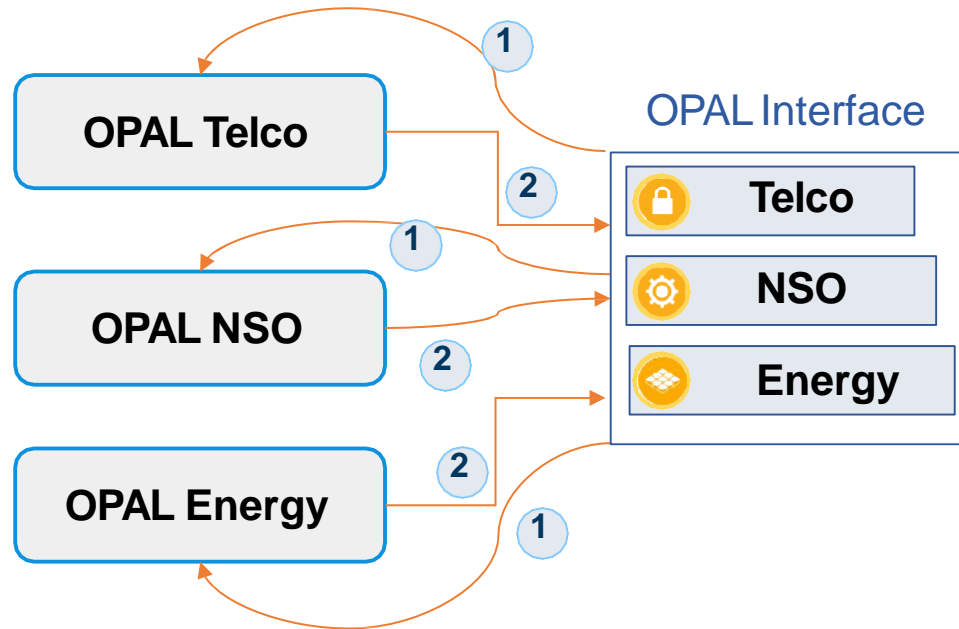 1
OPAL Telco
OPAL Interface
2
Telco
1
OPAL NSO
NSO
2
Energy
2
OPAL Energy
1